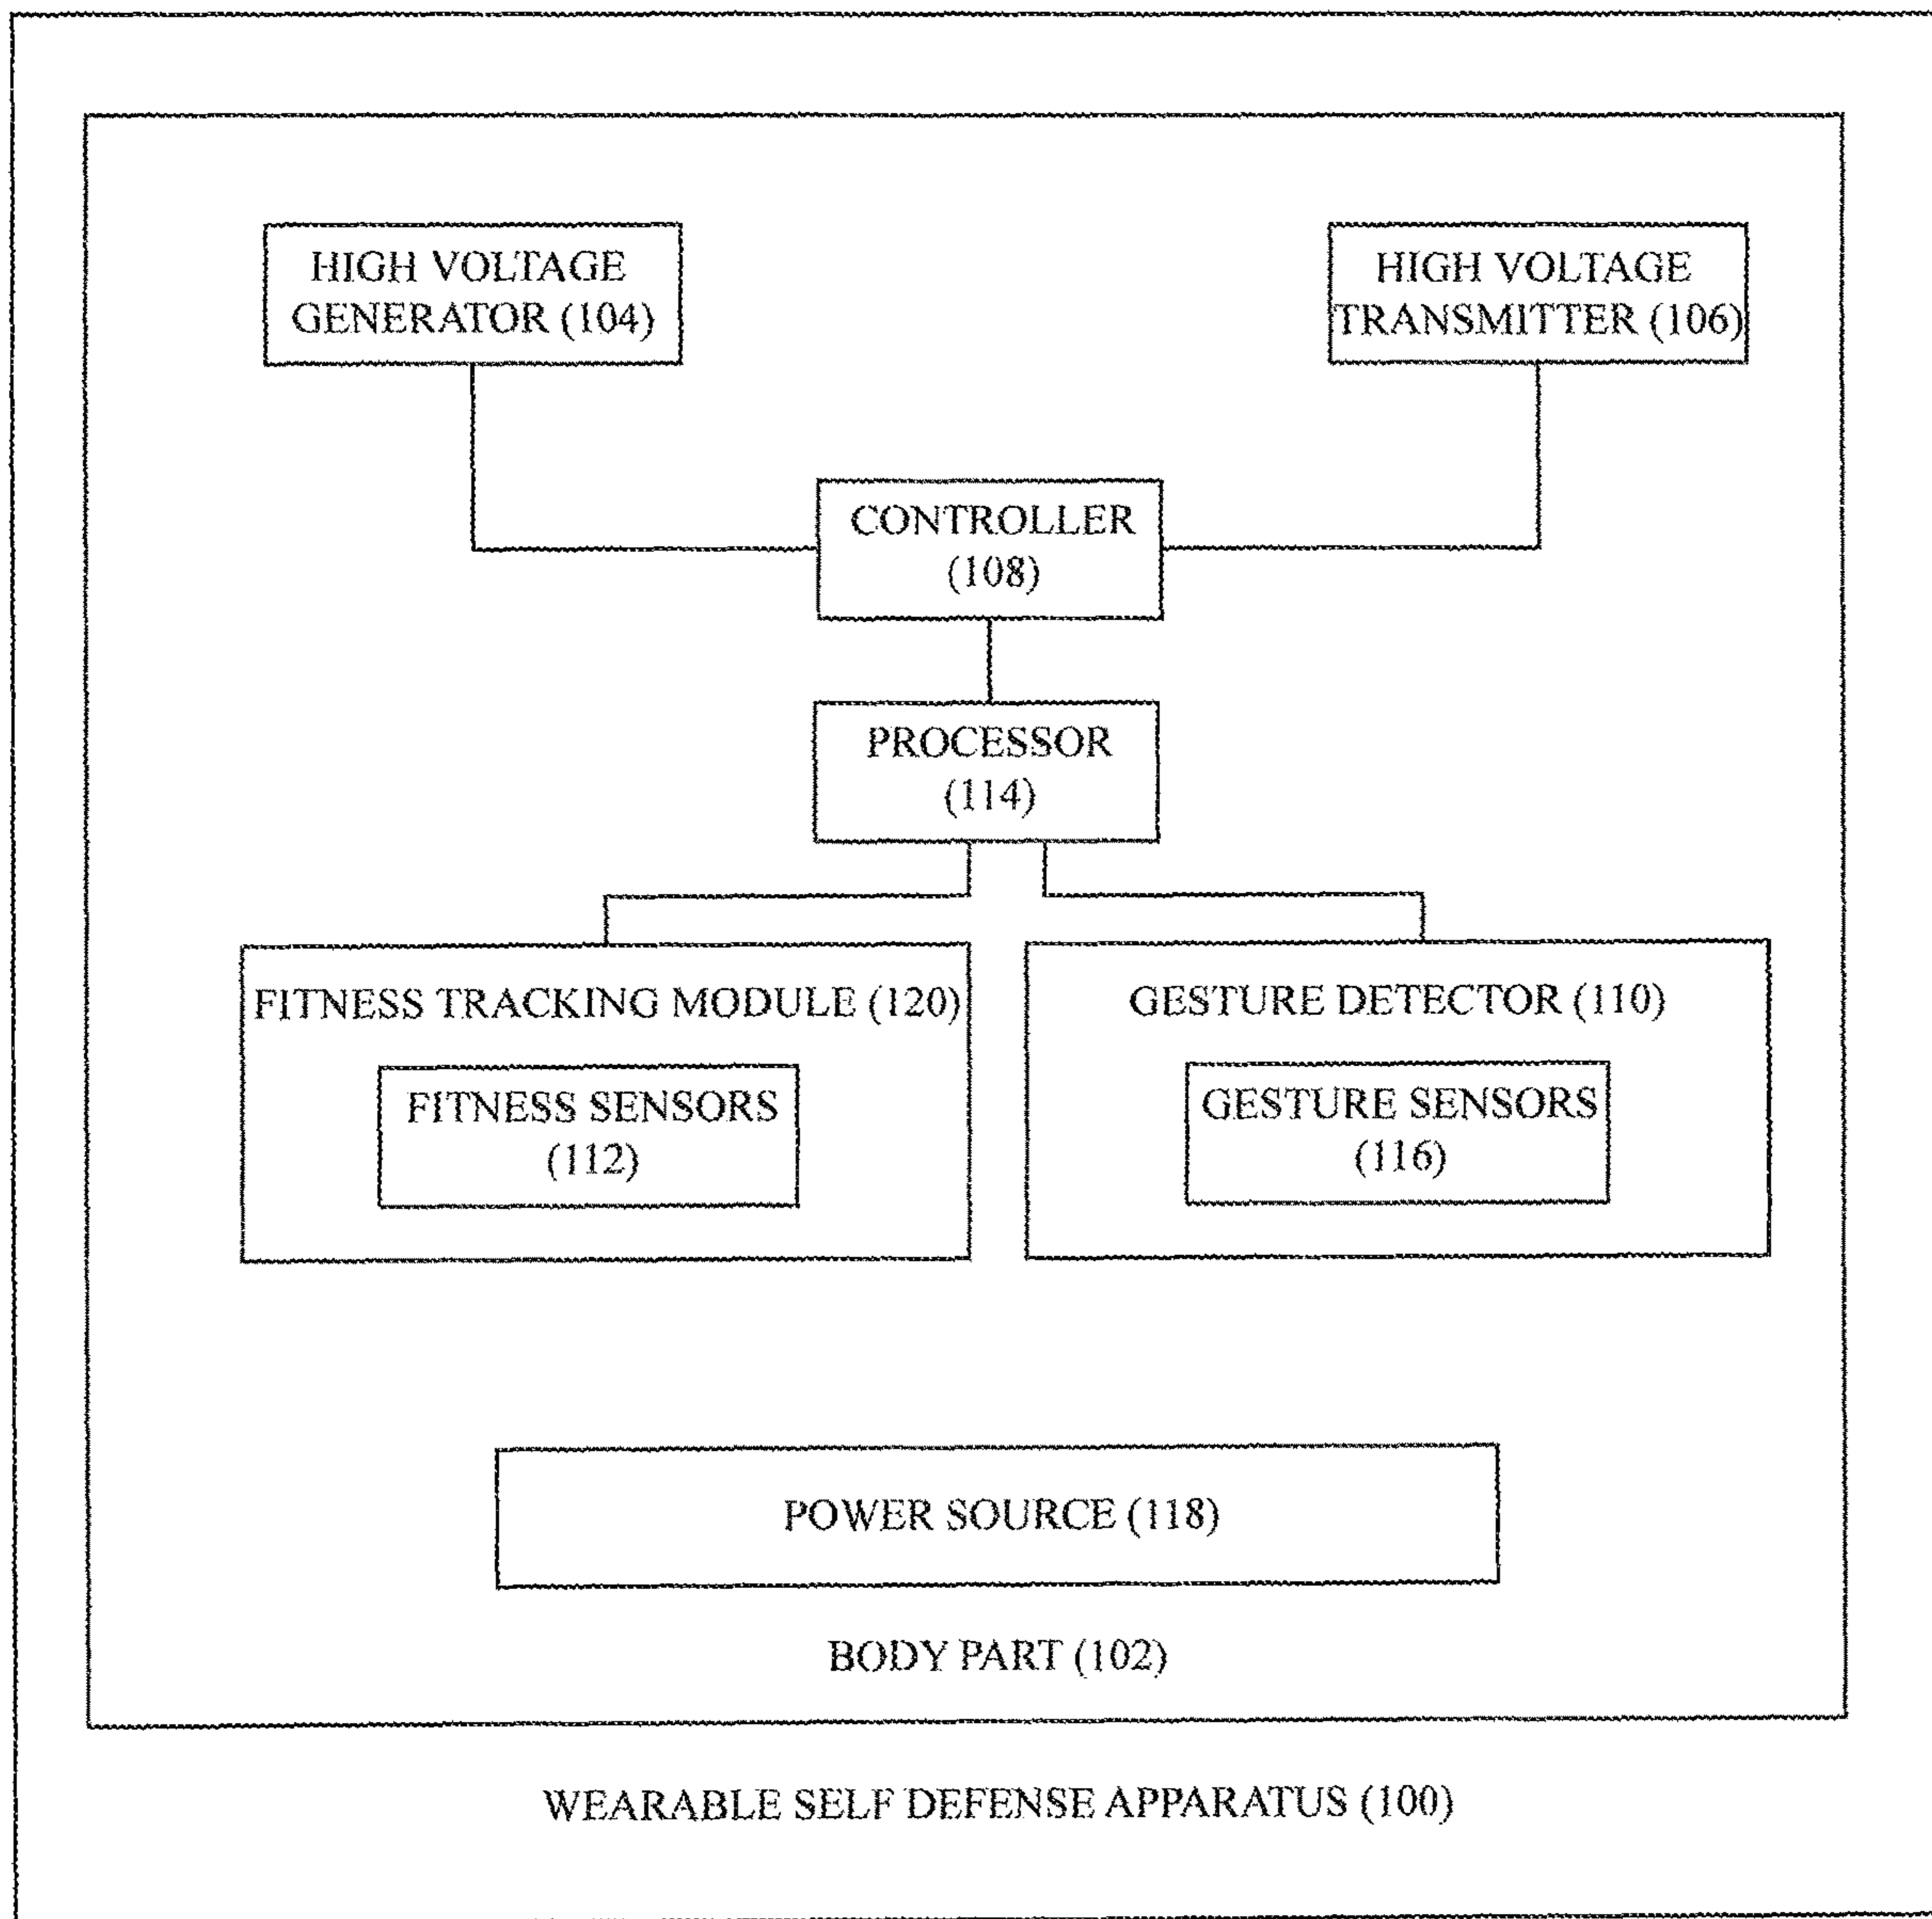 HIGH VOLTAGE
GENERATOR (104)
HIGH VOLTAGE
TRANSMITTER (106)
CONTROLLER
(108)
PROCESSOR
(114)
FITNESS TRACKING MODULE (120)
FITNESS SENSORS
(112)
GESTURE DETECTOR (110)
GESTURE SENSORS
(116)
POWER SOURCE (118)
BODY PART (102)
WEARABLE SELF DEFENSE APPARATUS (100)